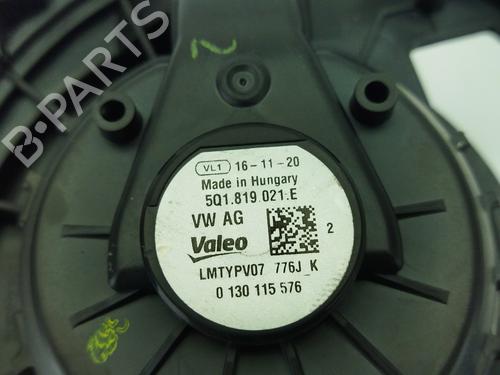 B-PARTS
2
VL1 16-11-20
Made in Hungary
5Q1.819.021.E
VW AG
Valeo
2
LMTYPV07 776J_K
0 130 115 576